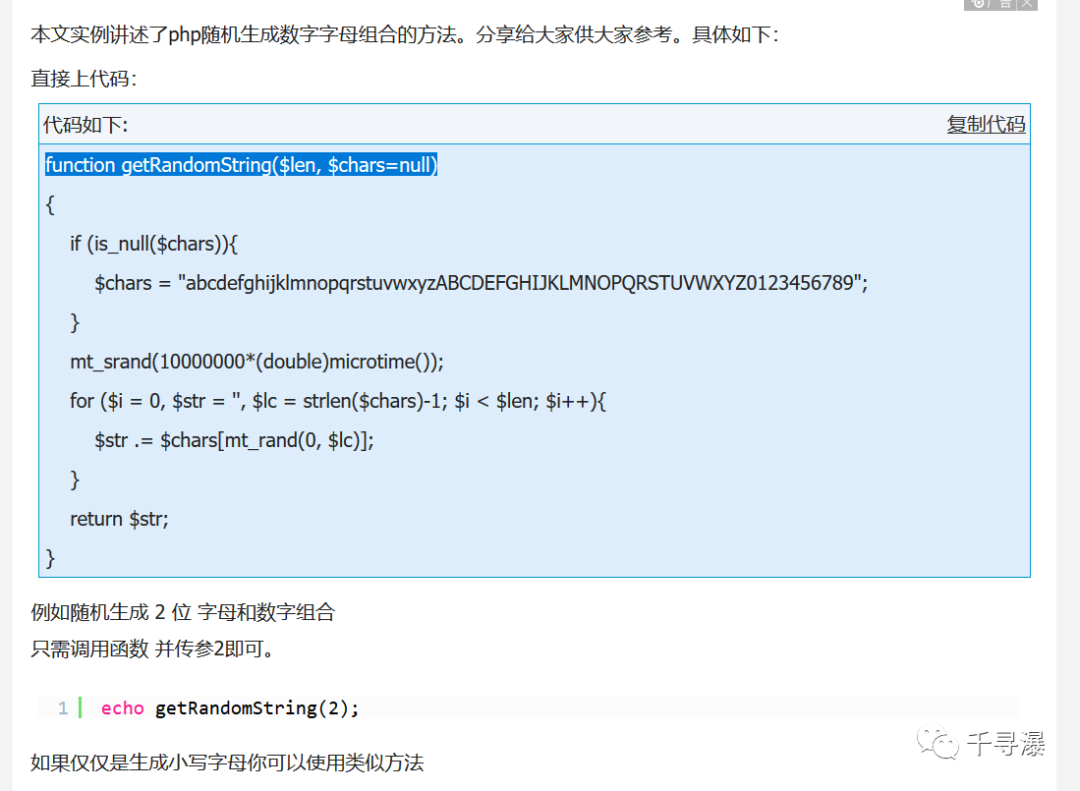 广告
本文实例讲述了php随机生成数字字母组合的方法。分享给大家供大家参考。具体如下：
直接上代码：
代码如下: 复制代码
function getRandomString($len, $chars=null)
{
if (is_null($chars)){
$chars = "abcdefghijklmnopqrstuvwxyzABCDEFGHIJKLMNOPQRSTUVWXYZ0123456789";
}
mt_srand(10000000*(double)microtime());
for ($i = 0, $str = '', $lc = strlen($chars)-1; $i < $len; $i++){
$str .= $chars[mt_rand(0, $lc)];
}
return $str;
}
例如随机生成 2 位 字母和数字组合
只需调用函数 并传参2即可。
1 echo getRandomString(2);
千寻瀑
如果仅仅是生成小写字母你可以使用类似方法